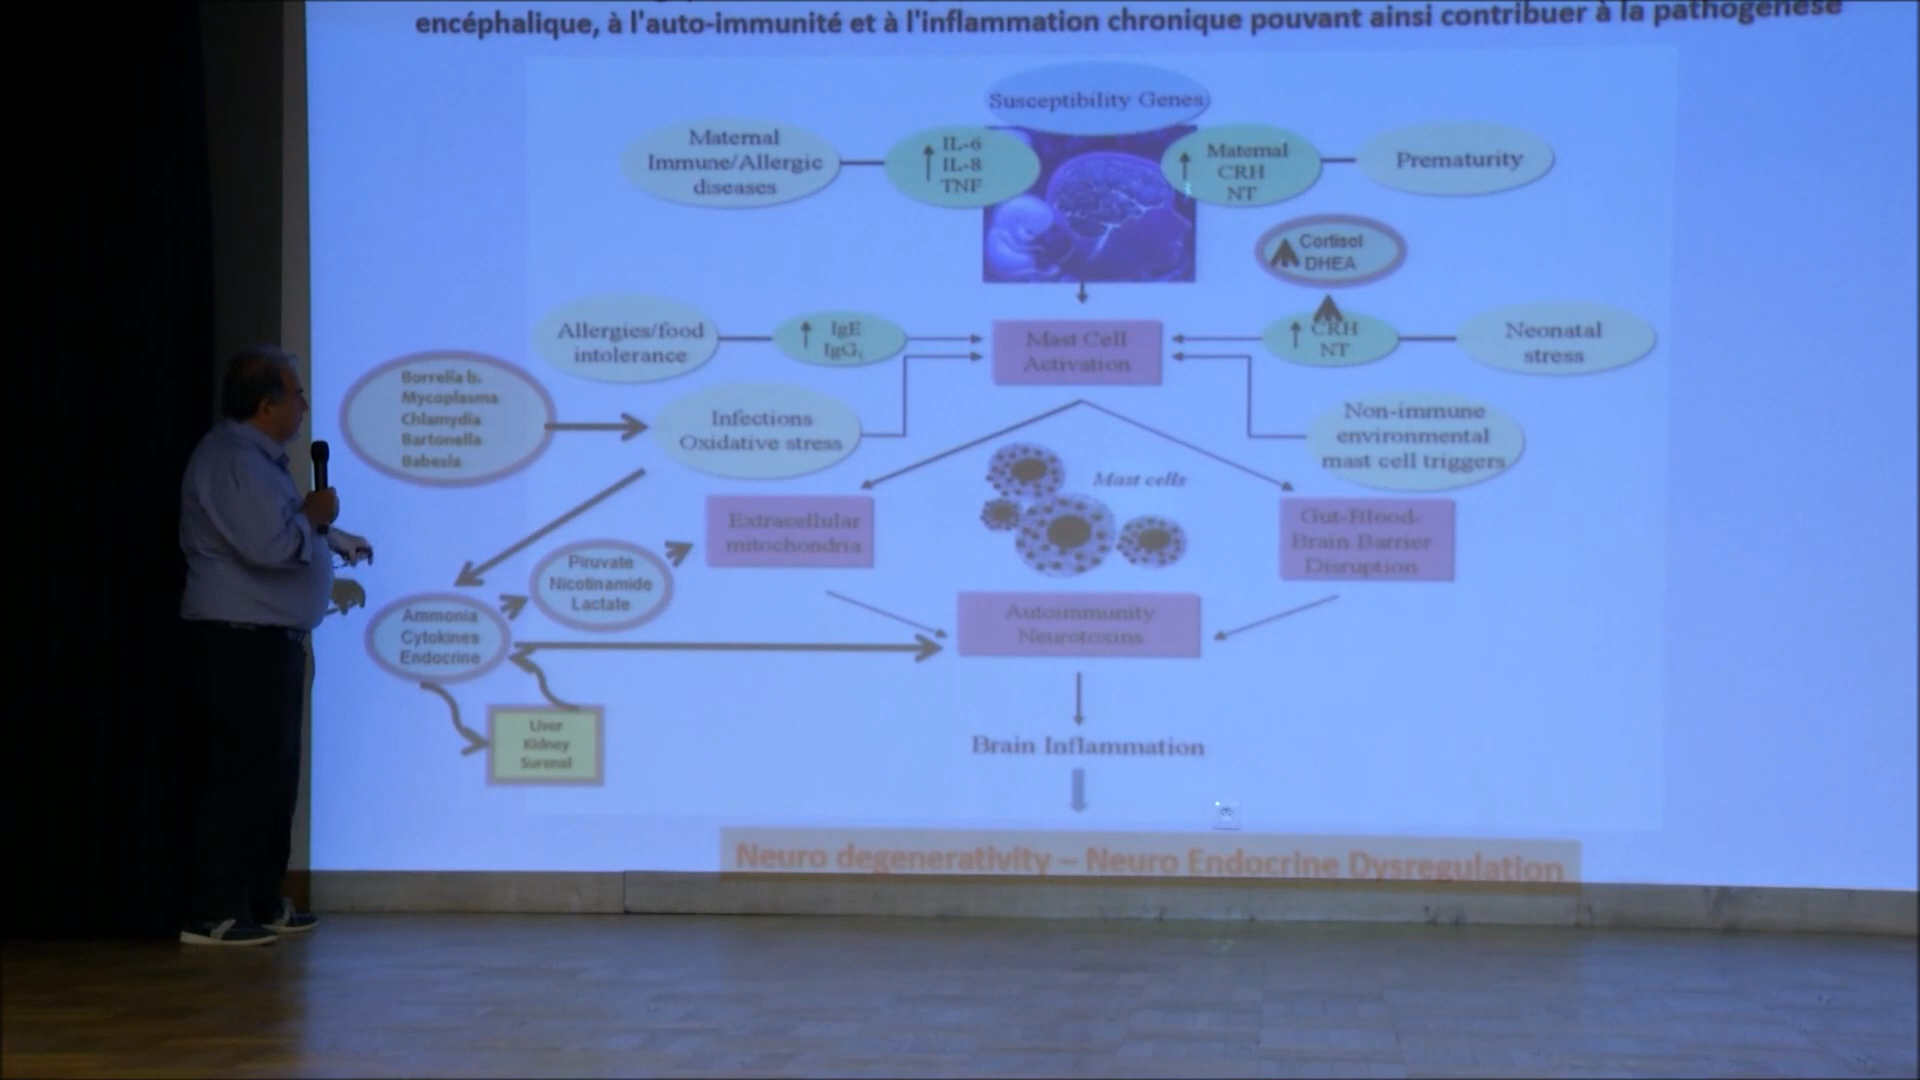 encéphalique, à l'auto-immunité et à l'inflammation chronique pouvant ainsi contribuer à la pathogénèse
Susceptibility Genes
Maternal
Immune/Allergic
diseases
IL-6
IL-8
TNF
Maternal
CRH
NT
Prematurity
Cortisol
DHEA
Allergies/food
intolerance
IgE
IgG₁
Mast Cell
Activation
CRH
NT
Neonatal
stress
Borrelia b.
Mycoplasma
Chlamydia
Bartonella
Babesia
Infections
Oxidative stress
Non-immune
environmental
mast cell triggers
Mast cells
Extracellular
mitochondria
Gut-Blood-
Brain Barrier
Disruption
Piruvate
Nicotinamide
Lactate
Ammonia
Cytokines
Endocrine
Autoimmunity
Neurotoxins
Liver
Kidney
Surenal
Brain Inflammation
Neuro degenerativity – Neuro Endocrine Dysregulation